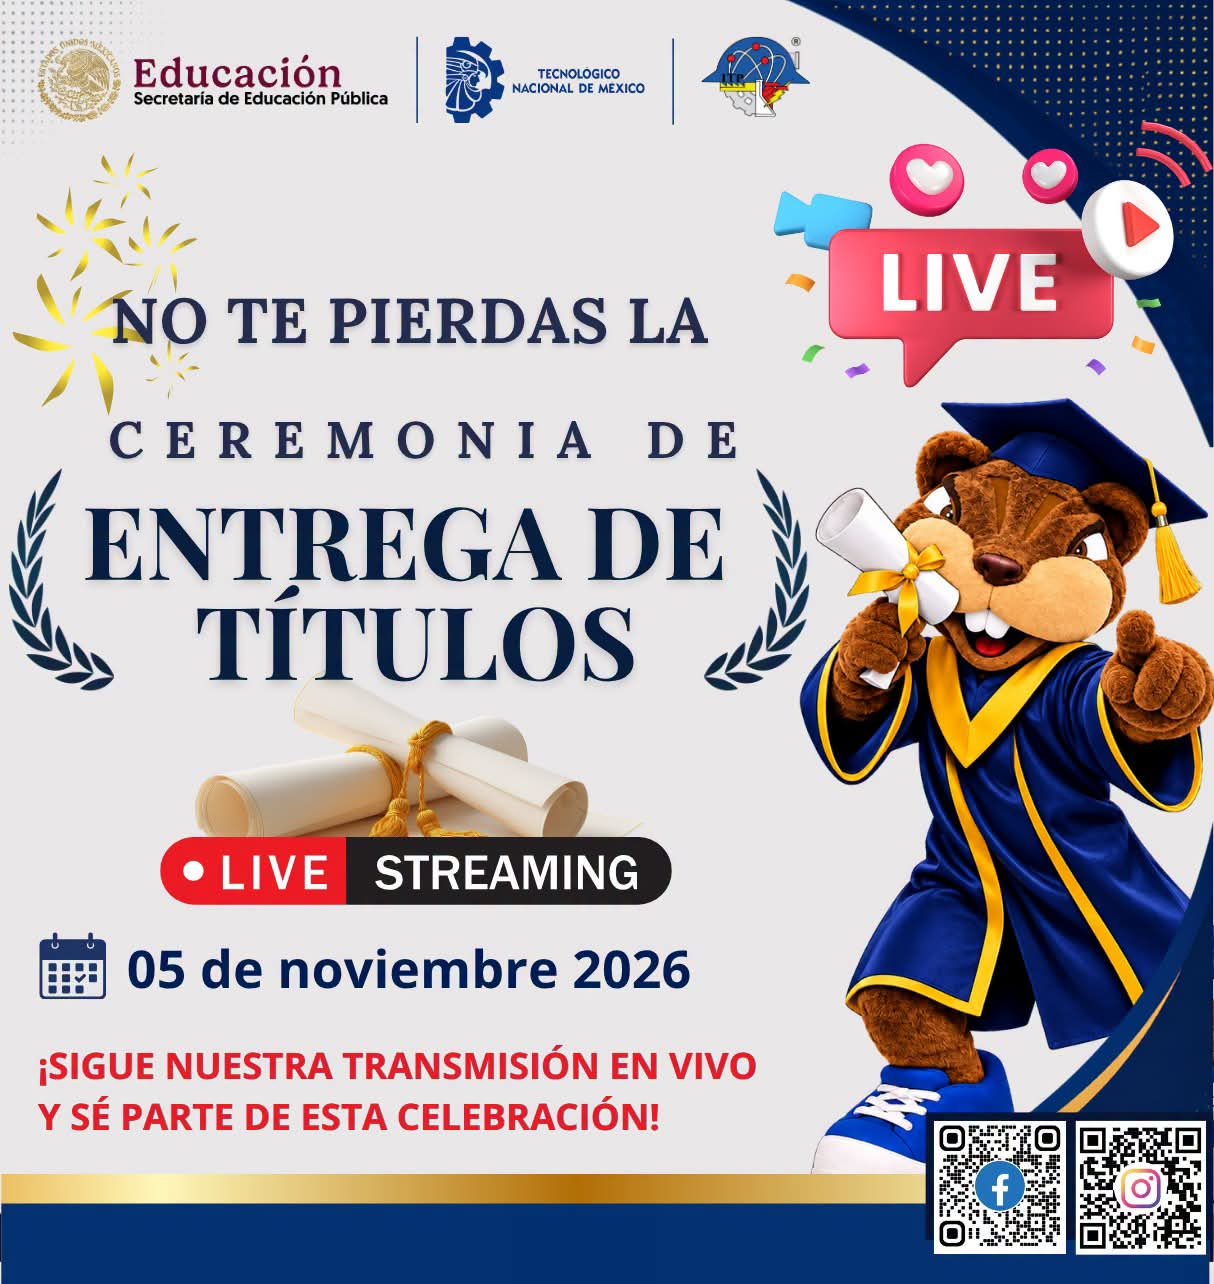 Educación
Secretaría de Educación Pública
TECNOLÓGICO
NACIONAL DE MÉXICO
ITP
®
LIVE
NO TE PIERDAS LA
CEREMONIA DE
ENTREGA DE
TÍTULOS
LIVE STREAMING
05 de noviembre 2026
¡SIGUE NUESTRA TRANSMISIÓN EN VIVO
Y SÉ PARTE DE ESTA CELEBRACIÓN!